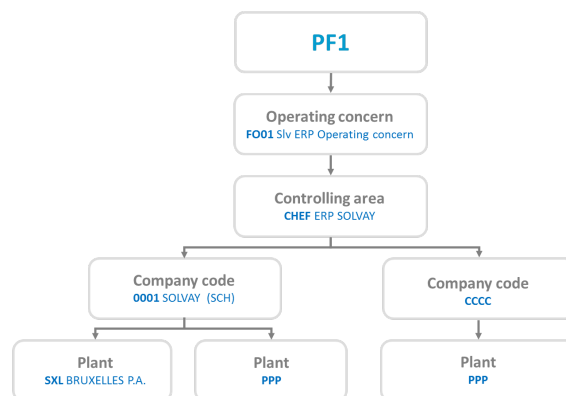 PF1
Operating concern
FO01 Slv ERP Operating concern
Controlling area
CHEF ERP SOLVAY
Company code
0001 SOLVAY (SCH)
Company code
CCCC
Plant
SXL BRUXELLES P.A.
Plant
PPP
Plant
PPP